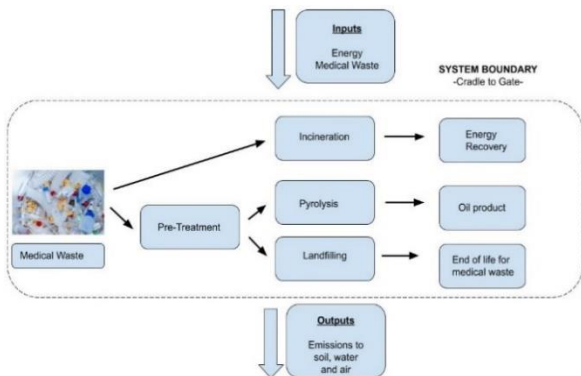 Inputs
Energy
Medical Waste
SYSTEM BOUNDARY
-Cradle to Gate-
Incineration
Energy
Recovery
Medical Waste
Pre-Treatment
Pyrolysis
Oil product
Landfilling
End of life for
medical waste
Outputs
Emissions to
soil, water
and air